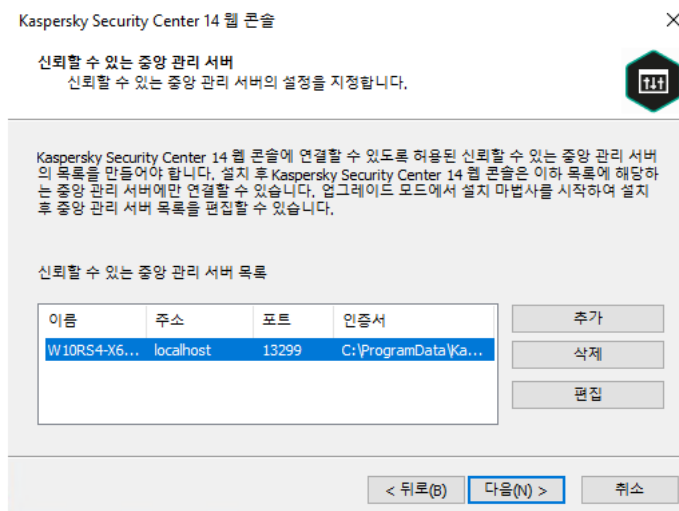 Kaspersky Security Center 14 웹 콘솔
신뢰할 수 있는 중앙 관리 서버
신뢰할 수 있는 중앙 관리 서버의 설정을 지정합니다.
Kaspersky Security Center 14 웹 콘솔에 연결할 수 있도록 허용된 신뢰할 수 있는 중앙 관리 서버
의 목록을 만들어야 합니다. 설치 후 Kaspersky Security Center 14 웹 콘솔은 이하 목록에 해당하
는 중앙 관리 서버에만 연결할 수 있습니다. 업그레이드 모드에서 설치 마법사를 시작하여 설치
후 중앙 관리 서버 목록을 편집할 수 있습니다.
신뢰할 수 있는 중앙 관리 서버 목록
이름 주소 포트 인증서
W10RS4-X6... localhost 13299 C:\ProgramData\Ka...
추가
삭제
편집
< 뒤로(B) 다음(N) > 취소